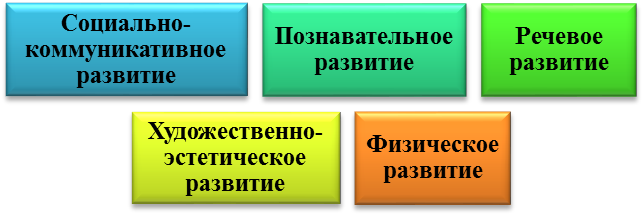 Социально-
коммуникативное
развитие
Познавательное
развитие
Речевое
развитие
Художественно-
эстетическое
развитие
Физическое
развитие